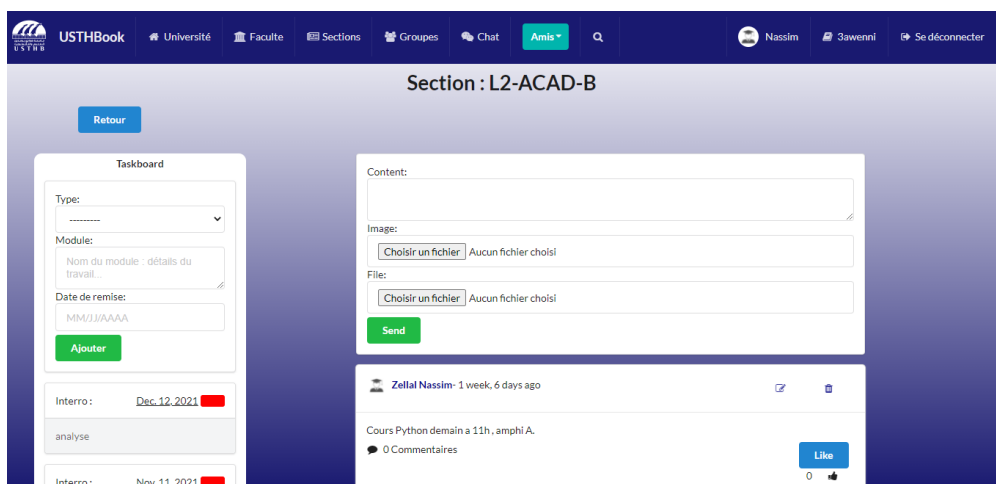 USTHB
USTHBook
Université
Faculte
Sections
Groupes
Chat
Amis
Nassim
3awenni
Se déconnecter
Section : L2-ACAD-B
Retour
Taskboard
Type:
---------
Module:
Nom du module : détails du
travail...
Date de remise:
MM/JJ/AAAA
Ajouter
Interro :
Dec. 12, 2021
analyse
Interro :
Nov. 11, 2021
Content:
Image:
Choisir un fichier Aucun fichier choisi
File:
Choisir un fichier Aucun fichier choisi
Send
Zellal Nassim- 1 week, 6 days ago
Cours Python demain a 11h , amphi A.
0 Commentaires
Like
0